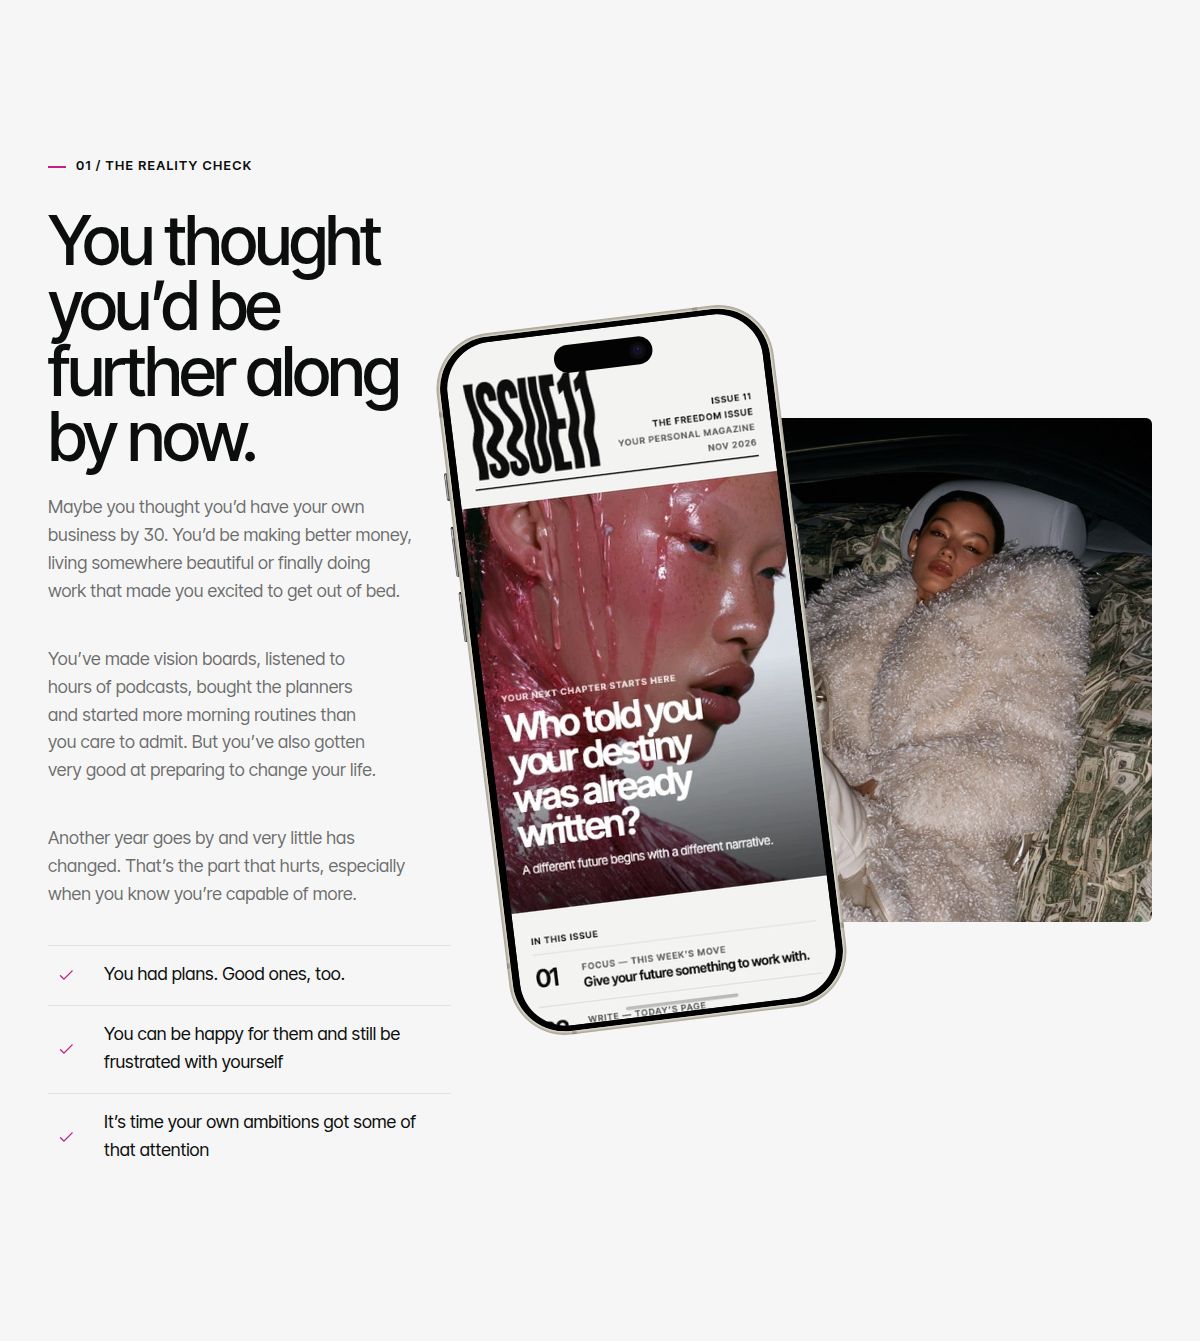 01 / THE REALITY CHECK
You thought
you’d be
further along
by now.
Maybe you thought you’d have your own
business by 30. You’d be making better money,
living somewhere beautiful or finally doing
work that made you excited to get out of bed.
You’ve made vision boards, listened to
hours of podcasts, bought the planners
and started more morning routines than
you care to admit. But you’ve also gotten
very good at preparing to change your life.
Another year goes by and very little has
changed. That’s the part that hurts, especially
when you know you’re capable of more.
You had plans. Good ones, too.
You can be happy for them and still be
frustrated with yourself
It’s time your own ambitions got some of
that attention
ISSUE11
ISSUE 11
THE FREEDOM ISSUE
YOUR PERSONAL MAGAZINE
NOV 2026
YOUR NEXT CHAPTER STARTS HERE
Who told you
your destiny
was already
written?
A different future begins with a different narrative.
IN THIS ISSUE
01
FOCUS — THIS WEEK’S MOVE
Give your future something to work with.
WRITE — TODAY’S PAGE